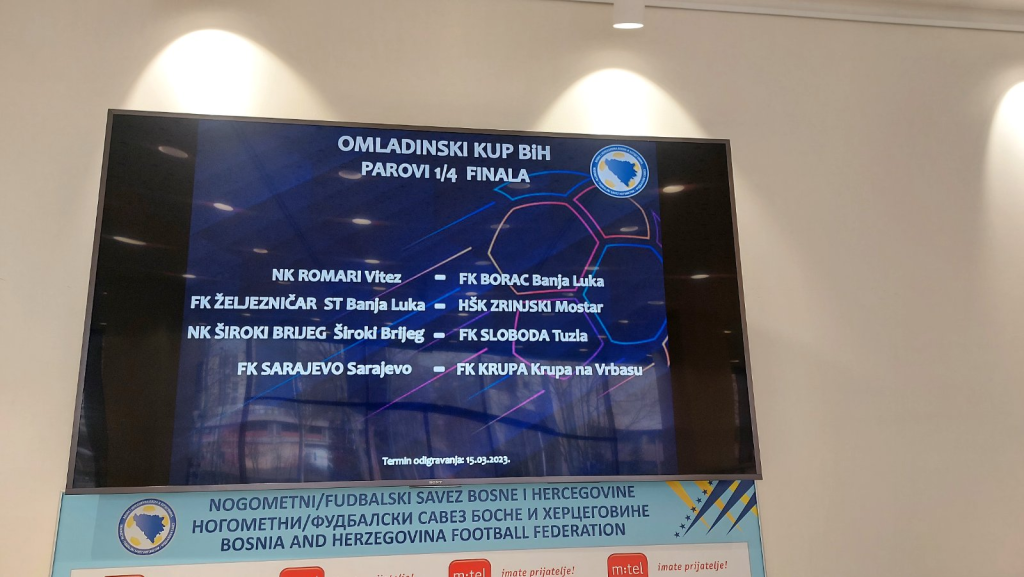 OMLADINSKI KUP BiH
PAROVI 1/4 FINALA
NK ROMARI Vitez - FK BORAC Banja Luka
FK ŽELJEZNIČAR ST Banja Luka - HŠK ZRINJSKI Mostar
NK ŠIROKI BRIJEG Široki Brijeg - FK SLOBODA Tuzla
FK SARAJEVO Sarajevo - FK KRUPA Krupa na Vrbasu
Termin odigravanja: 15.03.2023.
SONY
NOGOMETNI/FUDBALSKI SAVEZ BOSNE I HERCEGOVINE
НОГОМЕТНИ/ФУДБАЛСКИ САВЕЗ БОСНЕ И ХЕРЦЕГОВИНЕ
BOSNIA AND HERZEGOVINA FOOTBALL FEDERATION
imate prijatelje! m:tel imate prijatelje! m:tel imate prijatelje!